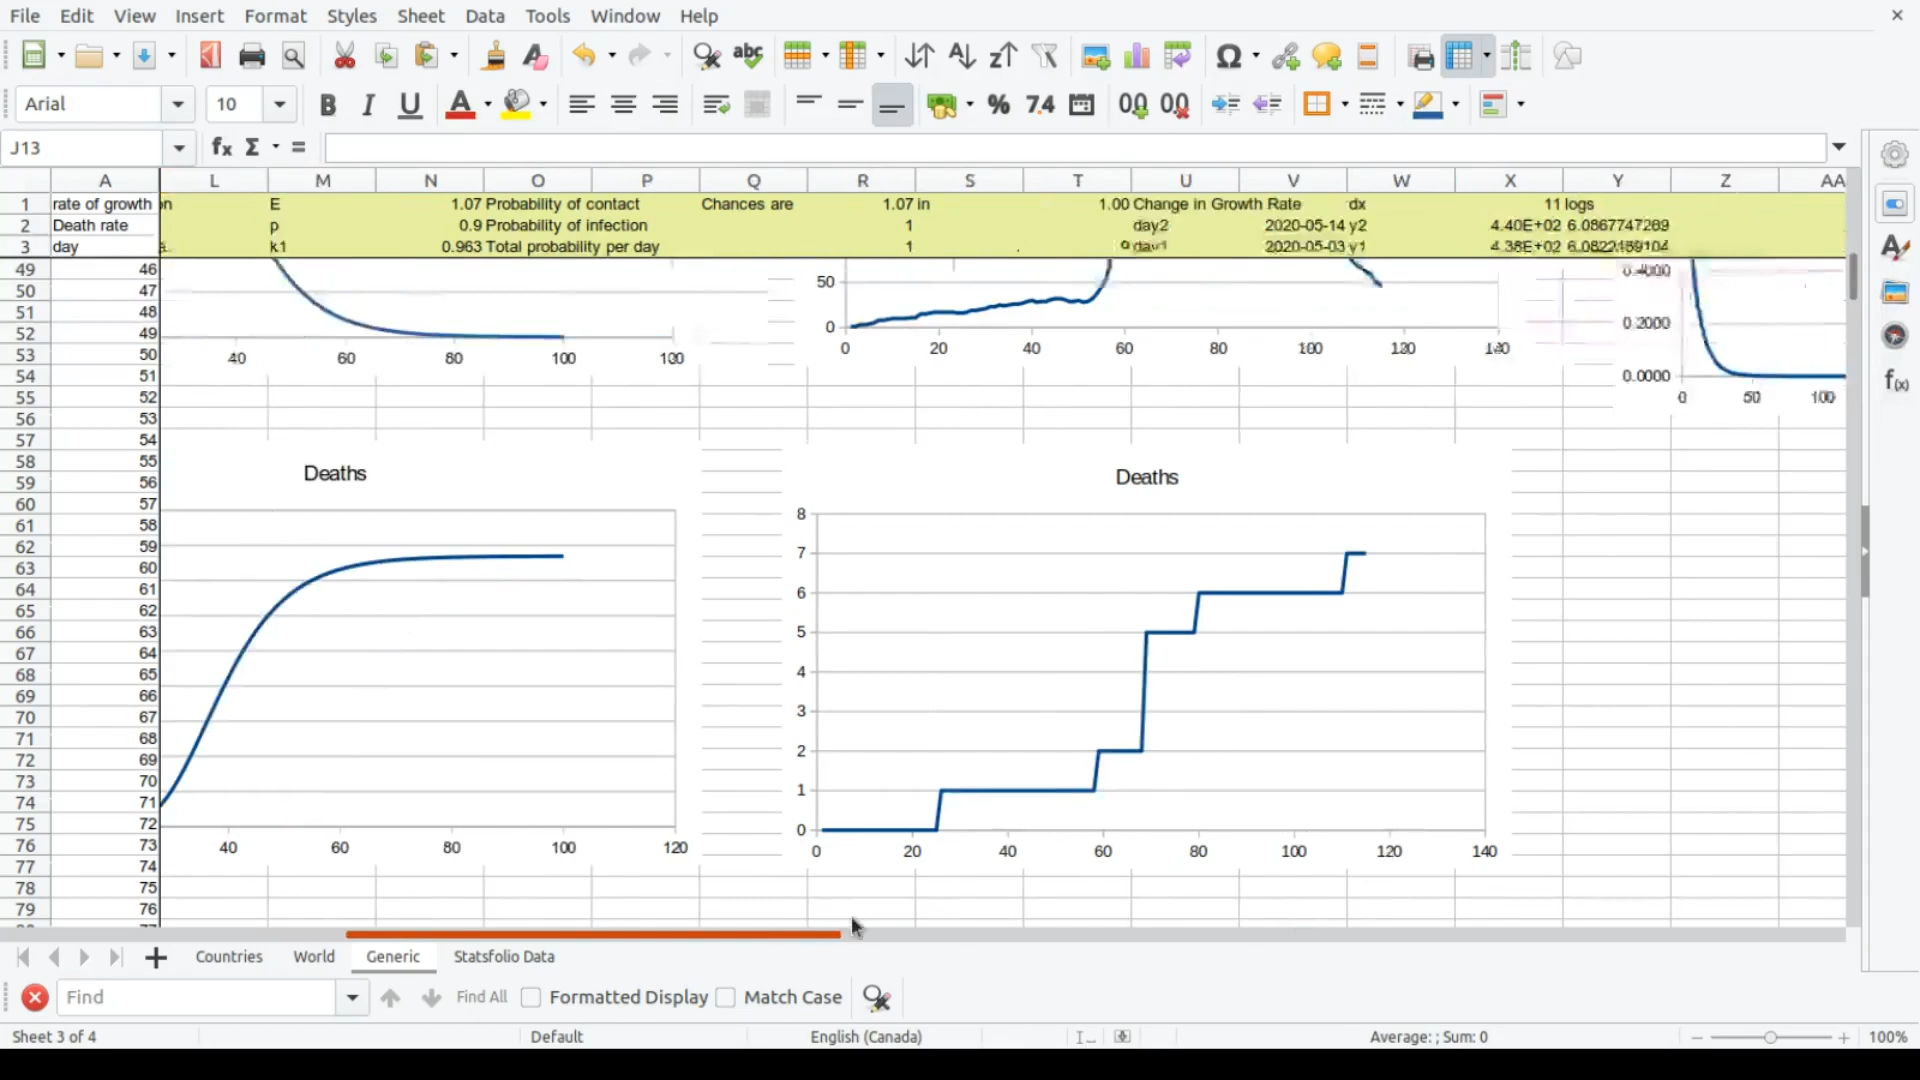 File Edit View Insert Format Styles Sheet Data Tools Window Help
Arial 10
J13
A L M N O P Q R S T U V W X Y Z AA
1 rate of growth E 1.07 Probability of contact Chances are 1.07 in 1.00 Change in Growth Rate dx 11 logs
2 Death rate p 0.9 Probability of infection 1 day2 2020-05-14 y2 4.40E+02 6.0867747289
3 day k1 0.963 Total probability per day 1 day1 2020-05-03 y1 4.38E+02
49 46 50 0.4000
50 47
51 48 0.2000
52 49 0
53 50 40 60 80 100 0 20 40 60 80 100 120 140
54 51 0.0000
55 52 0 50 100
56 53
57 54
58 55 Deaths Deaths
59 56
60 57 8
61 58
62 59 7
63 60
64 61 6
65 62
66 63 5
67 64
68 65 4
69 66
70 67 3
71 68
72 69 2
73 70
74 71 1
75 72 0
76 73 40 60 80 100 120 0 20 40 60 80 100 120 140
77 74
78 75
79 76
Countries World Generic Statsfolio Data
Find Find All Formatted Display Match Case
Sheet 3 of 4 Default English (Canada) Average: ; Sum: 0 100%